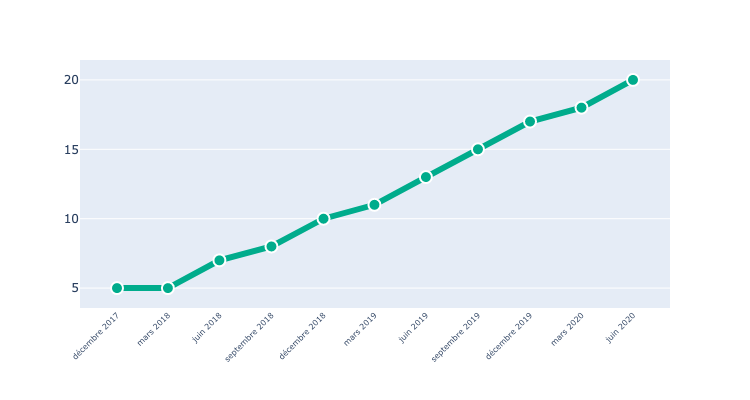 20
15
10
5
décembre 2017
mars 2018
juin 2018
septembre 2018
décembre 2018
mars 2019
juin 2019
septembre 2019
décembre 2019
mars 2020
juin 2020